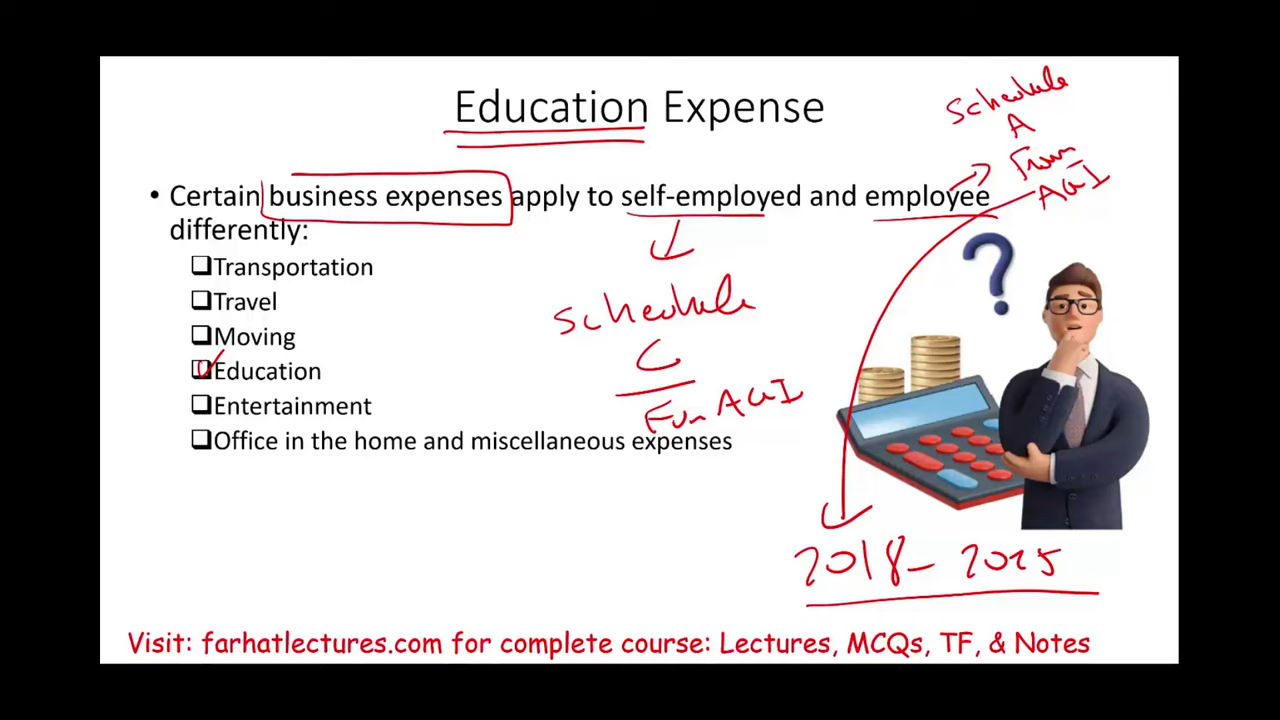 Education Expense
Schedule
A
From
AGI
• Certain business expenses apply to self-employed and employee
differently:
❑Transportation
❑Travel
❑Moving
❑Education
❑Entertainment
❑Office in the home and miscellaneous expenses
Schedule
C
For AGI
?
2018-2025
Visit: farhatlectures.com for complete course: Lectures, MCQs, TF, & Notes